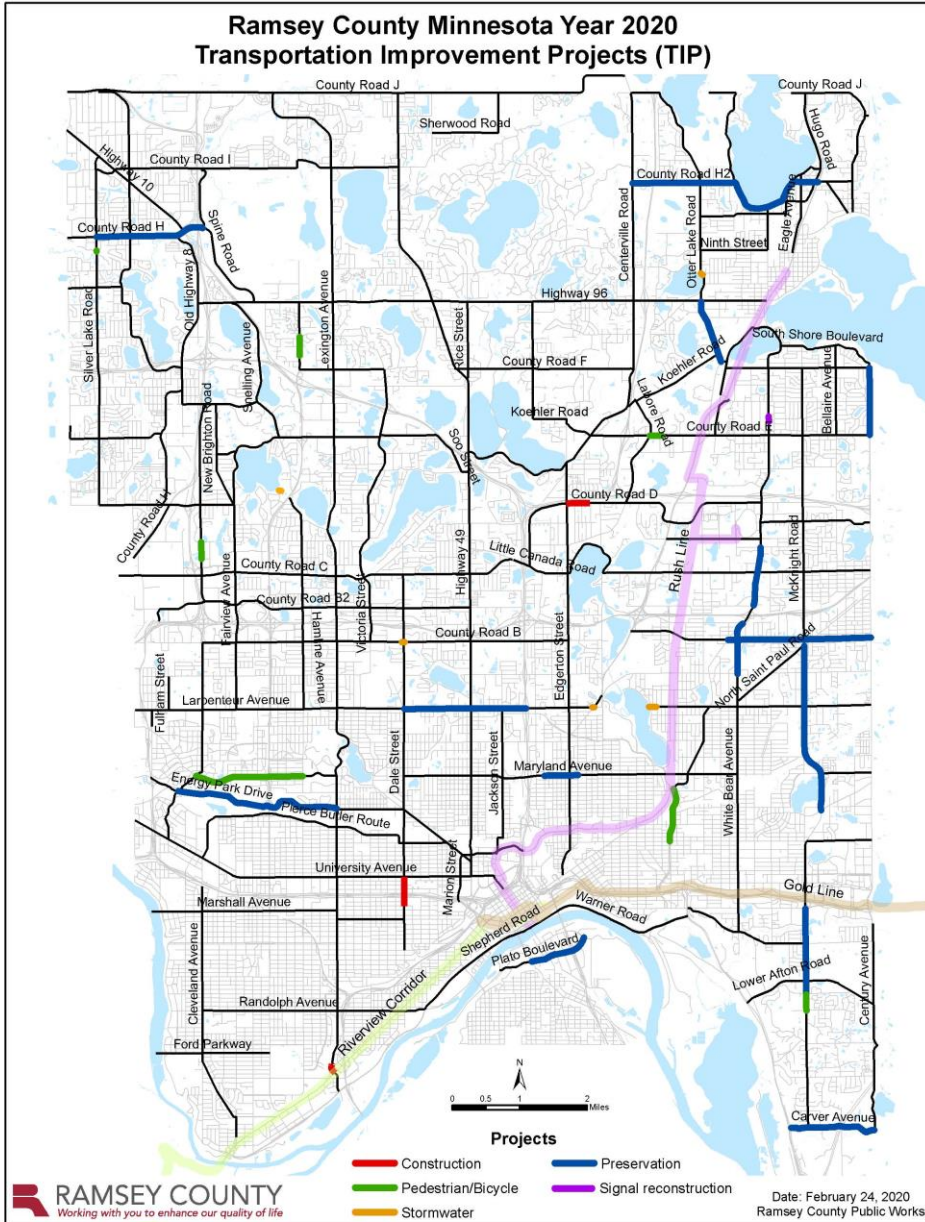 Ramsey County Minnesota Year 2020
Transportation Improvement Projects (TIP)
County Road J
County Road J
Sherwood Road
Hugo Road
Highway 10
County Road I
County Road H2
Eagle Avenue
Centerville Road
Otter Lake Road
County Road H
Spine Road
Ninth Street
Old Highway 8
Silver Lake Road
Lexington Avenue
Highway 96
Rice Street
South Shore Boulevard
Snelling Avenue
County Road F
Koehler Road
Bellaire Avenue
Labore Road
Koehler Road
New Brighton Road
County Road E
Soo Street
County Road H
County Road D
McKnight Road
Rush Line
Highway 49
Little Canada Road
County Road C
Fairview Avenue
Victoria Street
County Road B2
Hamline Avenue
County Road B
Edgerton Street
North Saint Paul Road
Fulham Street
Larpenteur Avenue
Dale Street
Jackson Street
Maryland Avenue
White Bear Avenue
Energy Park Drive
Pierce Butler Route
Marion Street
University Avenue
Gold Line
Marshall Avenue
Warner Road
Shepherd Road
Plato Boulevard
Cleveland Avenue
Riverview Corridor
Lower Afton Road
Century Avenue
Randolph Avenue
Ford Parkway
N
0 0.5 1 2
Miles
Carver Avenue
Projects
Construction
Preservation
Pedestrian/Bicycle
Signal reconstruction
Stormwater
RAMSEY COUNTY
Working with you to enhance our quality of life
Date: February 24, 2020
Ramsey County Public Works